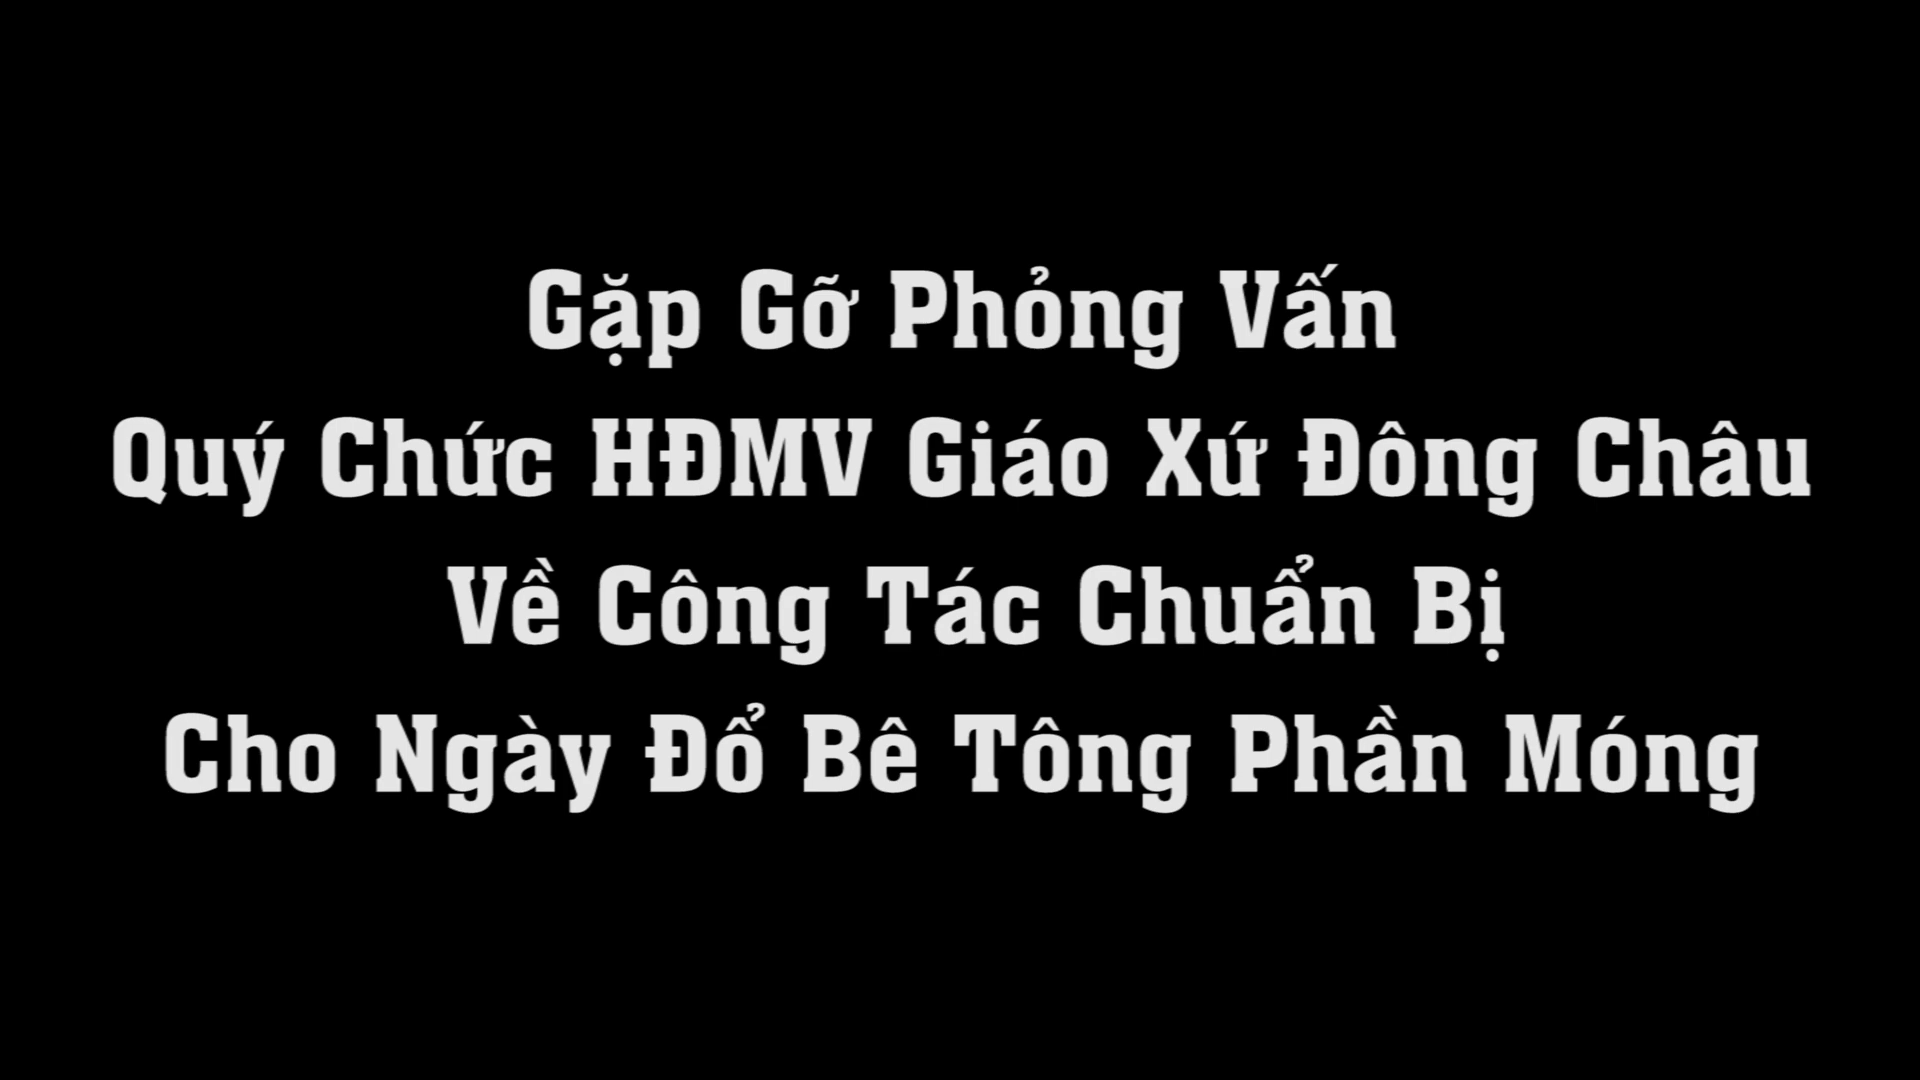 Gặp Gỡ Phỏng Vấn
Quý Chức HĐMV Giáo Xứ Đông Châu
Về Công Tác Chuẩn Bị
Cho Ngày Đổ Bê Tông Phần Móng